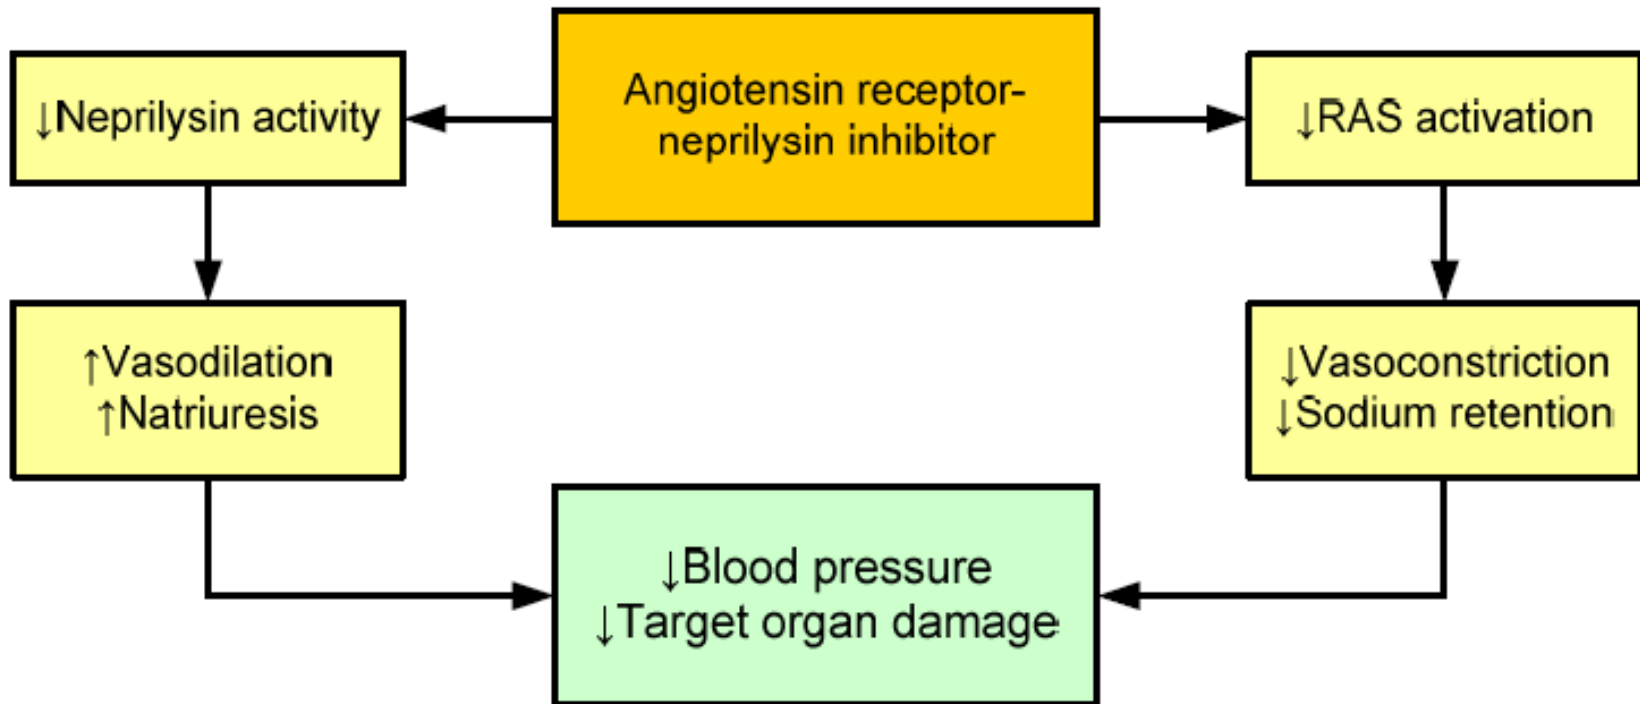 ↓Neprilysin activity
Angiotensin receptor-
neprilysin inhibitor
↓RAS activation
↑Vasodilation
↑Natriuresis
↓Vasoconstriction
↓Sodium retention
↓Blood pressure
↓Target organ damage